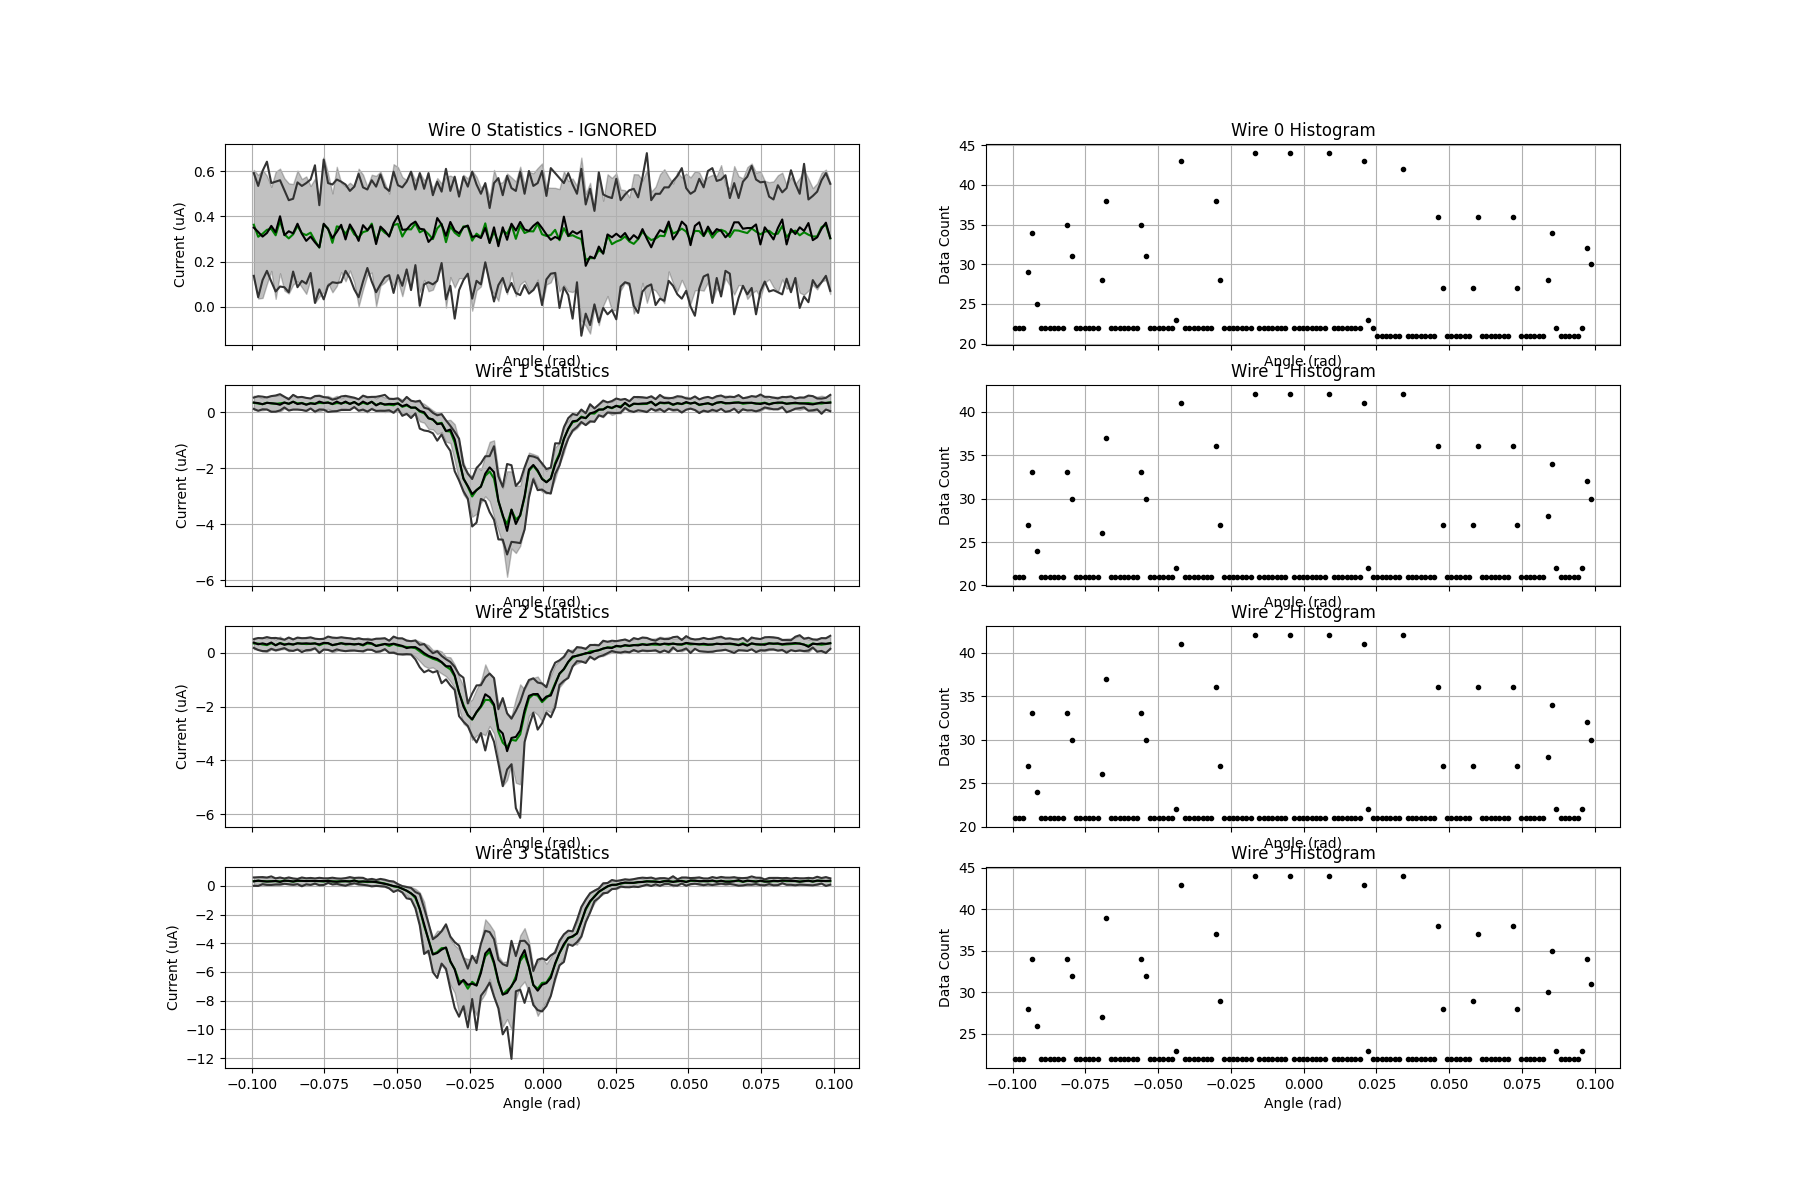 Wire 0 Statistics - IGNORED
Current (uA)
0.6
0.4
0.2
0.0
Angle (rad)
Wire 0 Histogram
Data Count
45
40
35
30
25
20
Angle (rad)
Wire 1 Statistics
Current (uA)
0
−2
−4
−6
Angle (rad)
Wire 1 Histogram
Data Count
40
35
30
25
20
Angle (rad)
Wire 2 Statistics
Current (uA)
0
−2
−4
−6
Angle (rad)
Wire 2 Histogram
Data Count
40
35
30
25
20
Angle (rad)
Wire 3 Statistics
Current (uA)
0
−2
−4
−6
−8
−10
−12
−0.100 −0.075 −0.050 −0.025 0.000 0.025 0.050 0.075 0.100
Angle (rad)
Wire 3 Histogram
Data Count
45
40
35
30
25
−0.100 −0.075 −0.050 −0.025 0.000 0.025 0.050 0.075 0.100
Angle (rad)